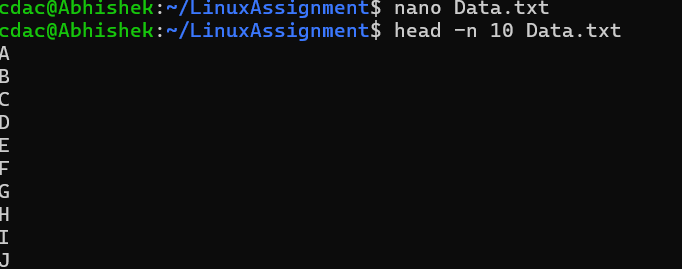 cdac@Abhishek:~/LinuxAssignment$ nano Data.txt
cdac@Abhishek:~/LinuxAssignment$ head -n 10 Data.txt
A
B
C
D
E
F
G
H
I
J